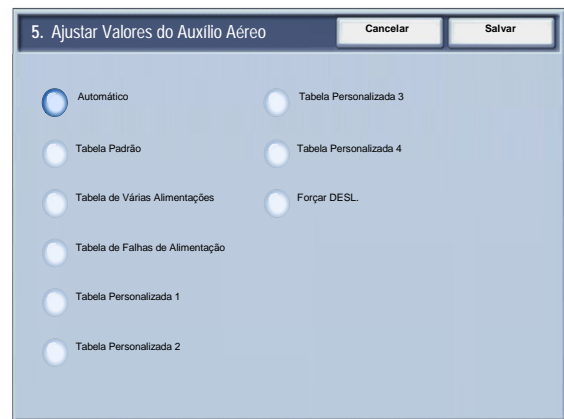 5. Ajustar Valores do Auxílio Aéreo
Cancelar
Salvar
Automático
Tabela Padrão
Tabela de Várias Alimentações
Tabela de Falhas de Alimentação
Tabela Personalizada 1
Tabela Personalizada 2
Tabela Personalizada 3
Tabela Personalizada 4
Forçar DESL.